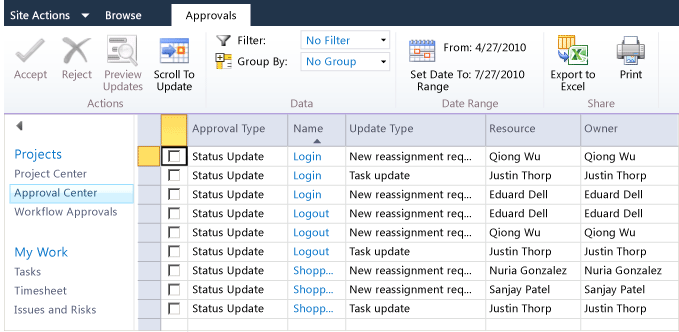 Site Actions Browse Approvals
Accept Reject Preview Updates Scroll To Update
Actions
Filter: No Filter
Group By: No Group
Data
From: 4/27/2010
Set Date To: 7/27/2010
Range
Date Range
Export to Excel Print
Share
Projects
Project Center
Approval Center
Workflow Approvals
My Work
Tasks
Timesheet
Issues and Risks
Approval Type Name Update Type Resource Owner
Status Update Login New reassignment req... Qiong Wu Qiong Wu
Status Update Login Task update Justin Thorp Justin Thorp
Status Update Login New reassignment req... Eduard Dell Eduard Dell
Status Update Logout New reassignment req... Eduard Dell Eduard Dell
Status Update Logout New reassignment req... Qiong Wu Qiong Wu
Status Update Logout Task update Justin Thorp Justin Thorp
Status Update Shopp... New reassignment req... Nuria Gonzalez Nuria Gonzalez
Status Update Shopp... New reassignment req... Sanjay Patel Sanjay Patel
Status Update Shopp... Task update Justin Thorp Justin Thorp